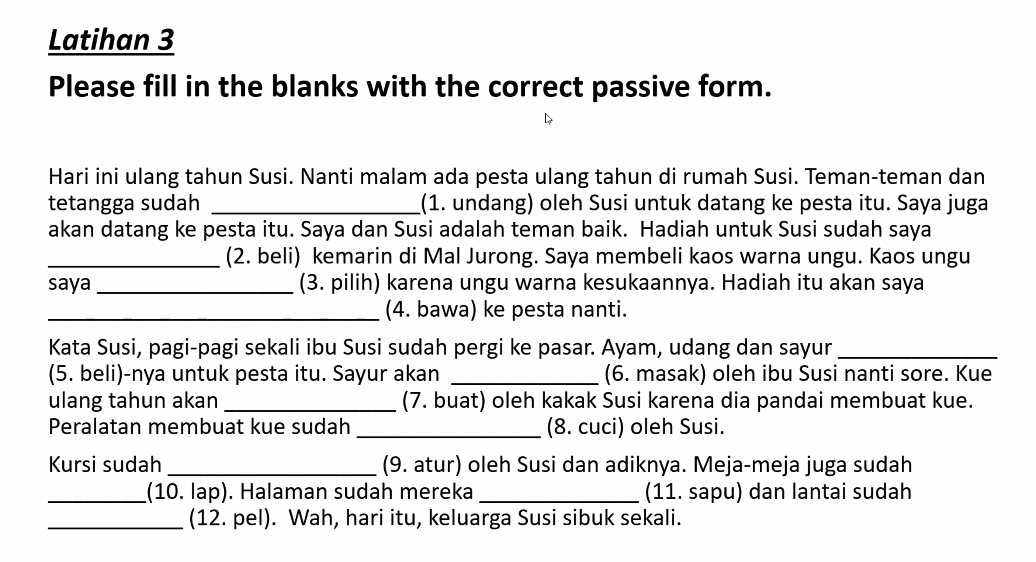 Latihan 3
Please fill in the blanks with the correct passive form.
Hari ini ulang tahun Susi. Nanti malam ada pesta ulang tahun di rumah Susi. Teman-teman dan
tetangga sudah _________________(1. undang) oleh Susi untuk datang ke pesta itu. Saya juga
akan datang ke pesta itu. Saya dan Susi adalah teman baik. Hadiah untuk Susi sudah saya
______________ (2. beli) kemarin di Mal Jurong. Saya membeli kaos warna ungu. Kaos ungu
saya ________________ (3. pilih) karena ungu warna kesukaannya. Hadiah itu akan saya
___________________________ (4. bawa) ke pesta nanti.
Kata Susi, pagi-pagi sekali ibu Susi sudah pergi ke pasar. Ayam, udang dan sayur _____________
(5. beli)-nya untuk pesta itu. Sayur akan ____________ (6. masak) oleh ibu Susi nanti sore. Kue
ulang tahun akan ______________ (7. buat) oleh kakak Susi karena dia pandai membuat kue.
Peralatan membuat kue sudah _______________ (8. cuci) oleh Susi.
Kursi sudah _________________ (9. atur) oleh Susi dan adiknya. Meja-meja juga sudah
________(10. lap). Halaman sudah mereka _____________ (11. sapu) dan lantai sudah
___________ (12. pel). Wah, hari itu, keluarga Susi sibuk sekali.